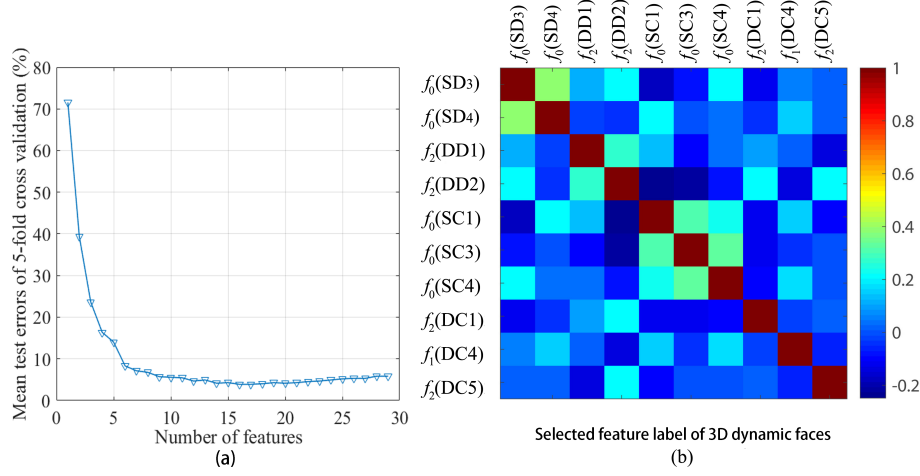 (a)
Mean test errors of 5-fold cross validation (%)
80
70
60
50
40
30
20
10
0
0
5
10
15
20
25
30
Number of features
(a)
f0(SD3)
f0(SD4)
f2(DD1)
f2(DD2)
f0(SC1)
f0(SC3)
f0(SC4)
f2(DC1)
f1(DC4)
f2(DC5)
f0(SD3)
f0(SD4)
f2(DD1)
f2(DD2)
f0(SC1)
f0(SC3)
f0(SC4)
f2(DC1)
f1(DC4)
f2(DC5)
1
0.8
0.6
0.4
0.2
0
-0.2
Selected feature label of 3D dynamic faces
(b)